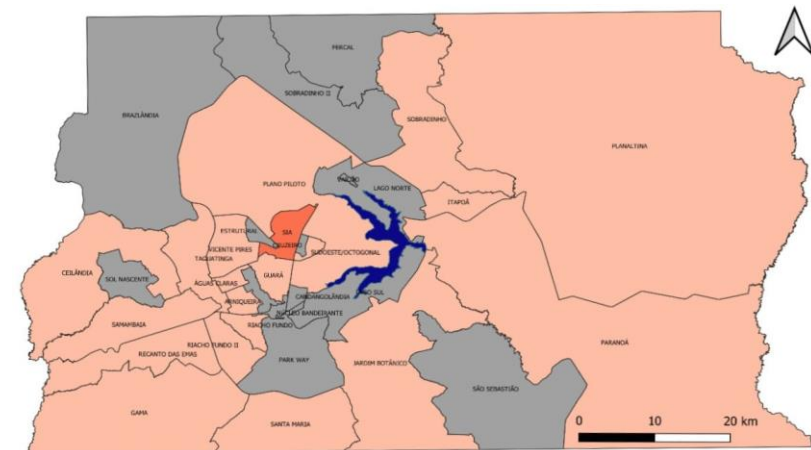 FERCAL
SOBRADINHO II
BRAZLÂNDIA
SOBRADINHO
PLANALTINA
PLANO PILOTO
VARJÃO
LAGO NORTE
ITAPOÃ
ESTRUTURAL
SIA
CRUZEIRO
VICENTE PIRES
SUDOESTE/OCTOGONAL
TAGUATINGA
CEILÂNDIA
SOL NASCENTE
GUARÁ
ÁGUAS CLARAS
CANDANGOLÂNDIA
LAGO SUL
ARNIQUEIRA
NÚCLEO BANDEIRANTE
SAMAMBAIA
RIACHO FUNDO
RIACHO FUNDO II
RECANTO DAS EMAS
PARK WAY
JARDIM BOTÂNICO
PARANOÁ
SÃO SEBASTIÃO
GAMA
SANTA MARIA
0 10 20 km